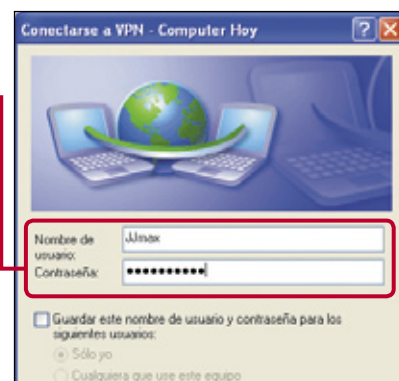 Conectarse a VPN - Computer Hoy
Nombre de
usuario:
JJmax
Contraseña:
••••••••••
Guardar este nombre de usuario y contraseña para los
siguientes usuarios:
Sólo yo
Cualquiera que use este equipo